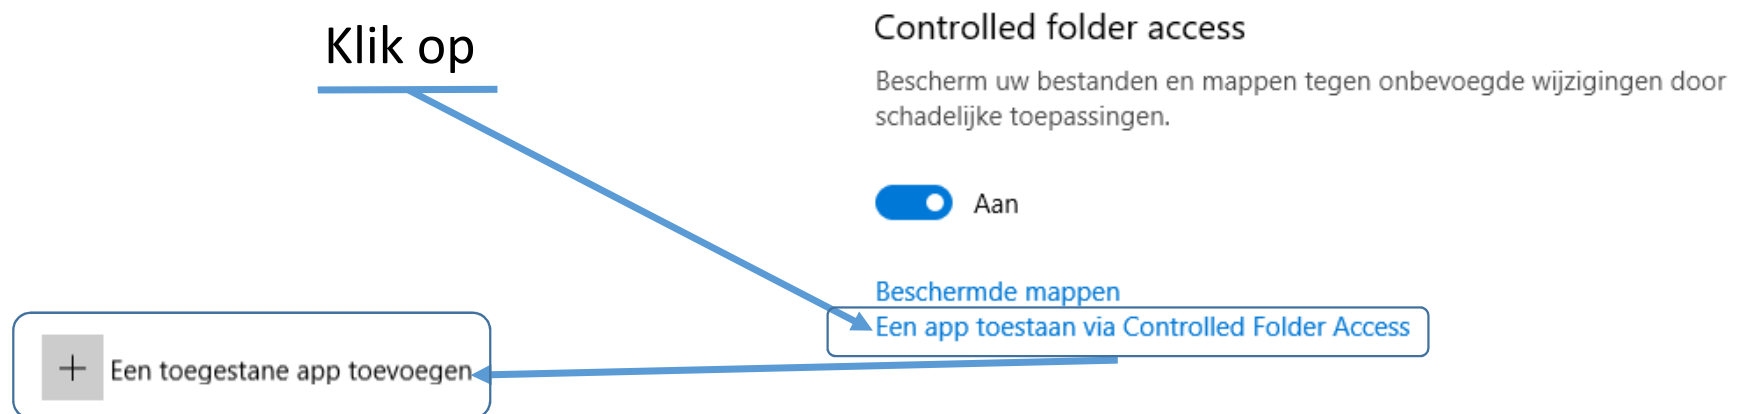 Klik op
Controlled folder access
Bescherm uw bestanden en mappen tegen onbevoegde wijzigingen door
schadelijke toepassingen.
Aan
Beschermde mappen
Een app toestaan via Controlled Folder Access
Een toegestane app toevoegen